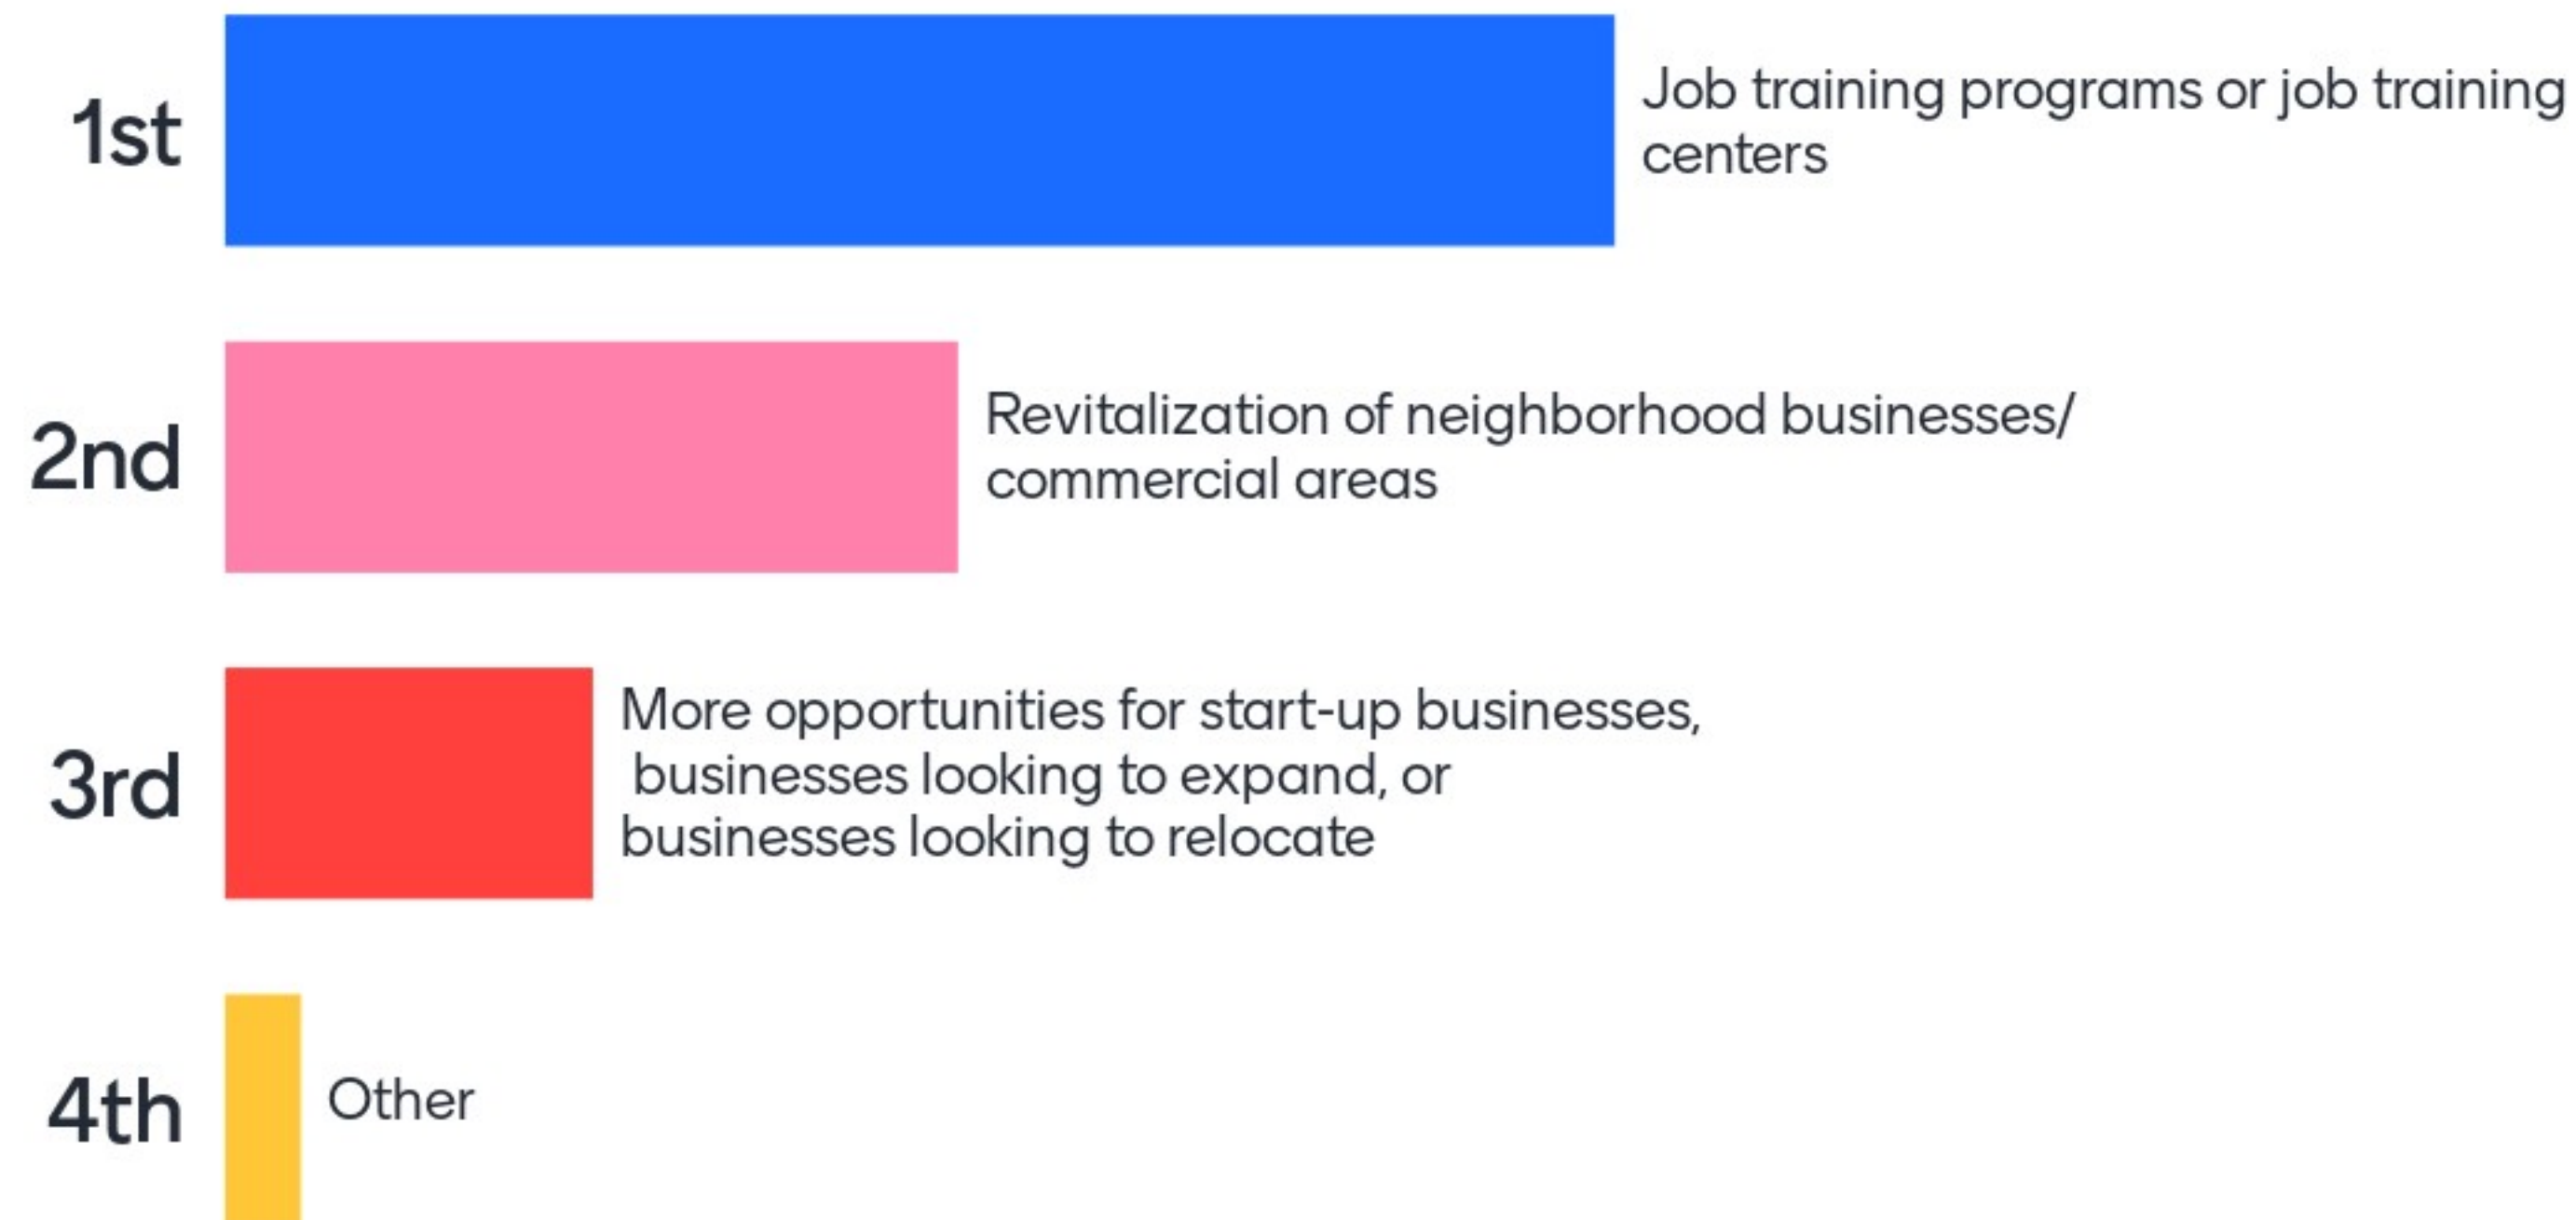 1st
Job training programs or job training
centers
2nd
Revitalization of neighborhood businesses/
commercial areas
3rd
More opportunities for start-up businesses,
businesses looking to expand, or
businesses looking to relocate
4th
Other